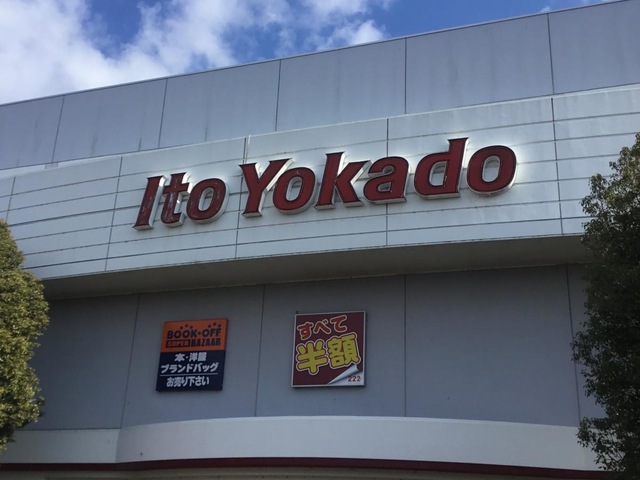 Ito Yokado
BOOK·OFF
SUPER BAZAAR
本・洋服
ブランドバッグ
お売り下さい
すべて
半額
222